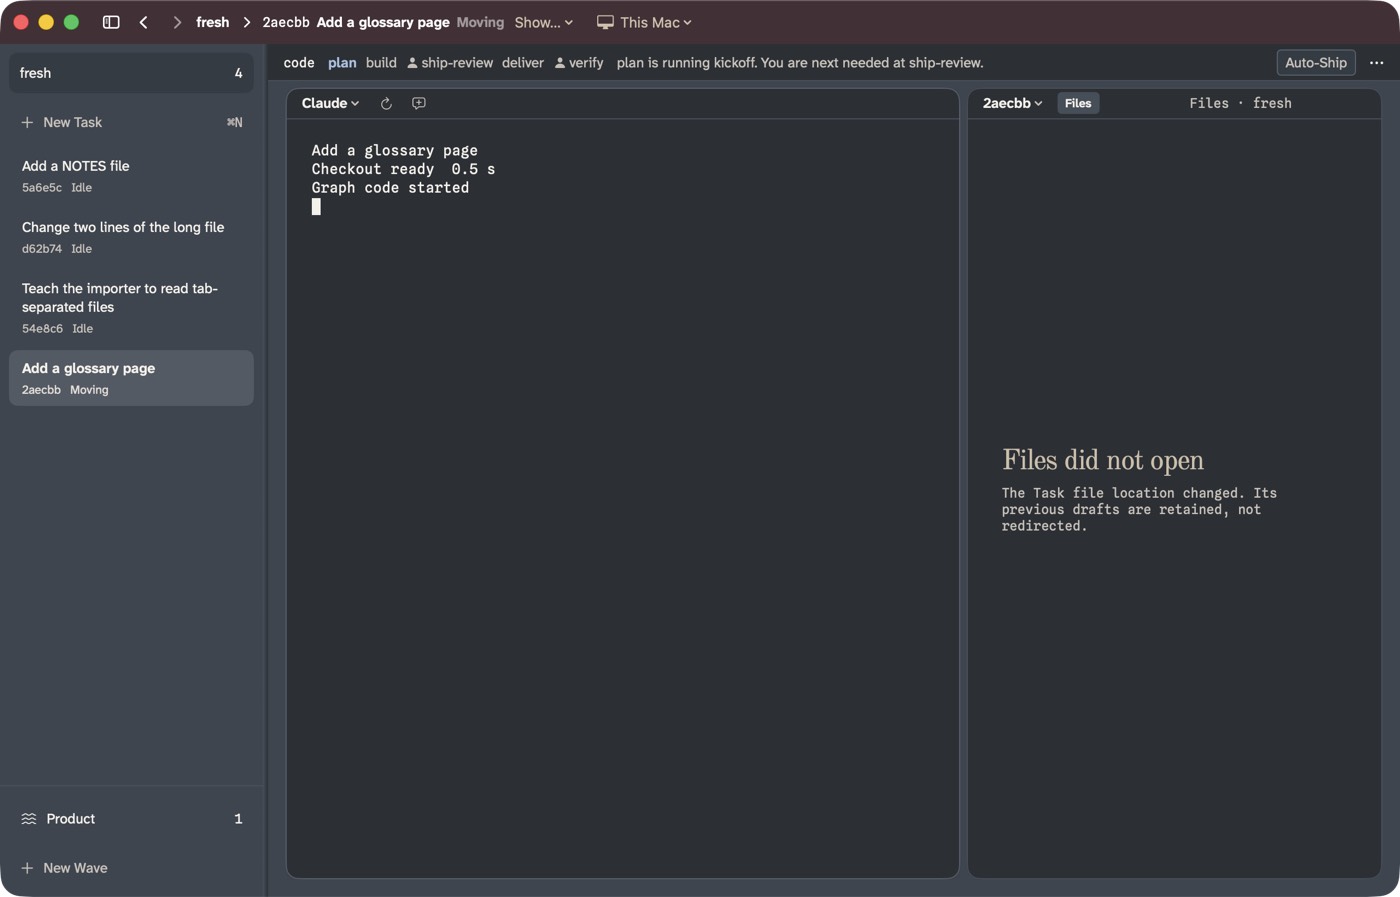 fresh > 2aecbb Add a glossary page Moving Show... This Mac
fresh 4
New Task ⌘N
Add a NOTES file
5a6e5c Idle
Change two lines of the long file
d62b74 Idle
Teach the importer to read tab-
separated files
54e8c6 Idle
Add a glossary page
2aecbb Moving
Product 1
New Wave
code plan build ship-review deliver verify plan is running kickoff. You are next needed at ship-review. Auto-Ship
Claude
Add a glossary page
Checkout ready 0.5 s
Graph code started
2aecbb Files Files · fresh
Files did not open
The Task file location changed. Its
previous drafts are retained, not
redirected.